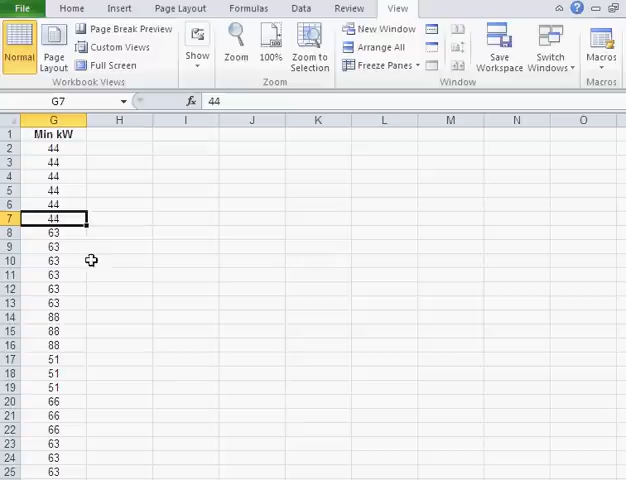 File Home Insert Page Layout Formulas Data Review View
Normal
Page Layout
Page Break Preview
Custom Views
Full Screen
Workbook Views
Show
Zoom
100%
Zoom to Selection
Zoom
New Window
Arrange All
Freeze Panes
Save Workspace
Switch Windows
Window
Macros
Macros
G7 fx 44
G H I J K L M N O
1 Min kW
2 44
3 44
4 44
5 44
6 44
7 44
8 63
9 63
10 63
11 63
12 63
13 63
14 88
15 88
16 88
17 51
18 51
19 51
20 66
21 66
22 66
23 63
24 63
25 63